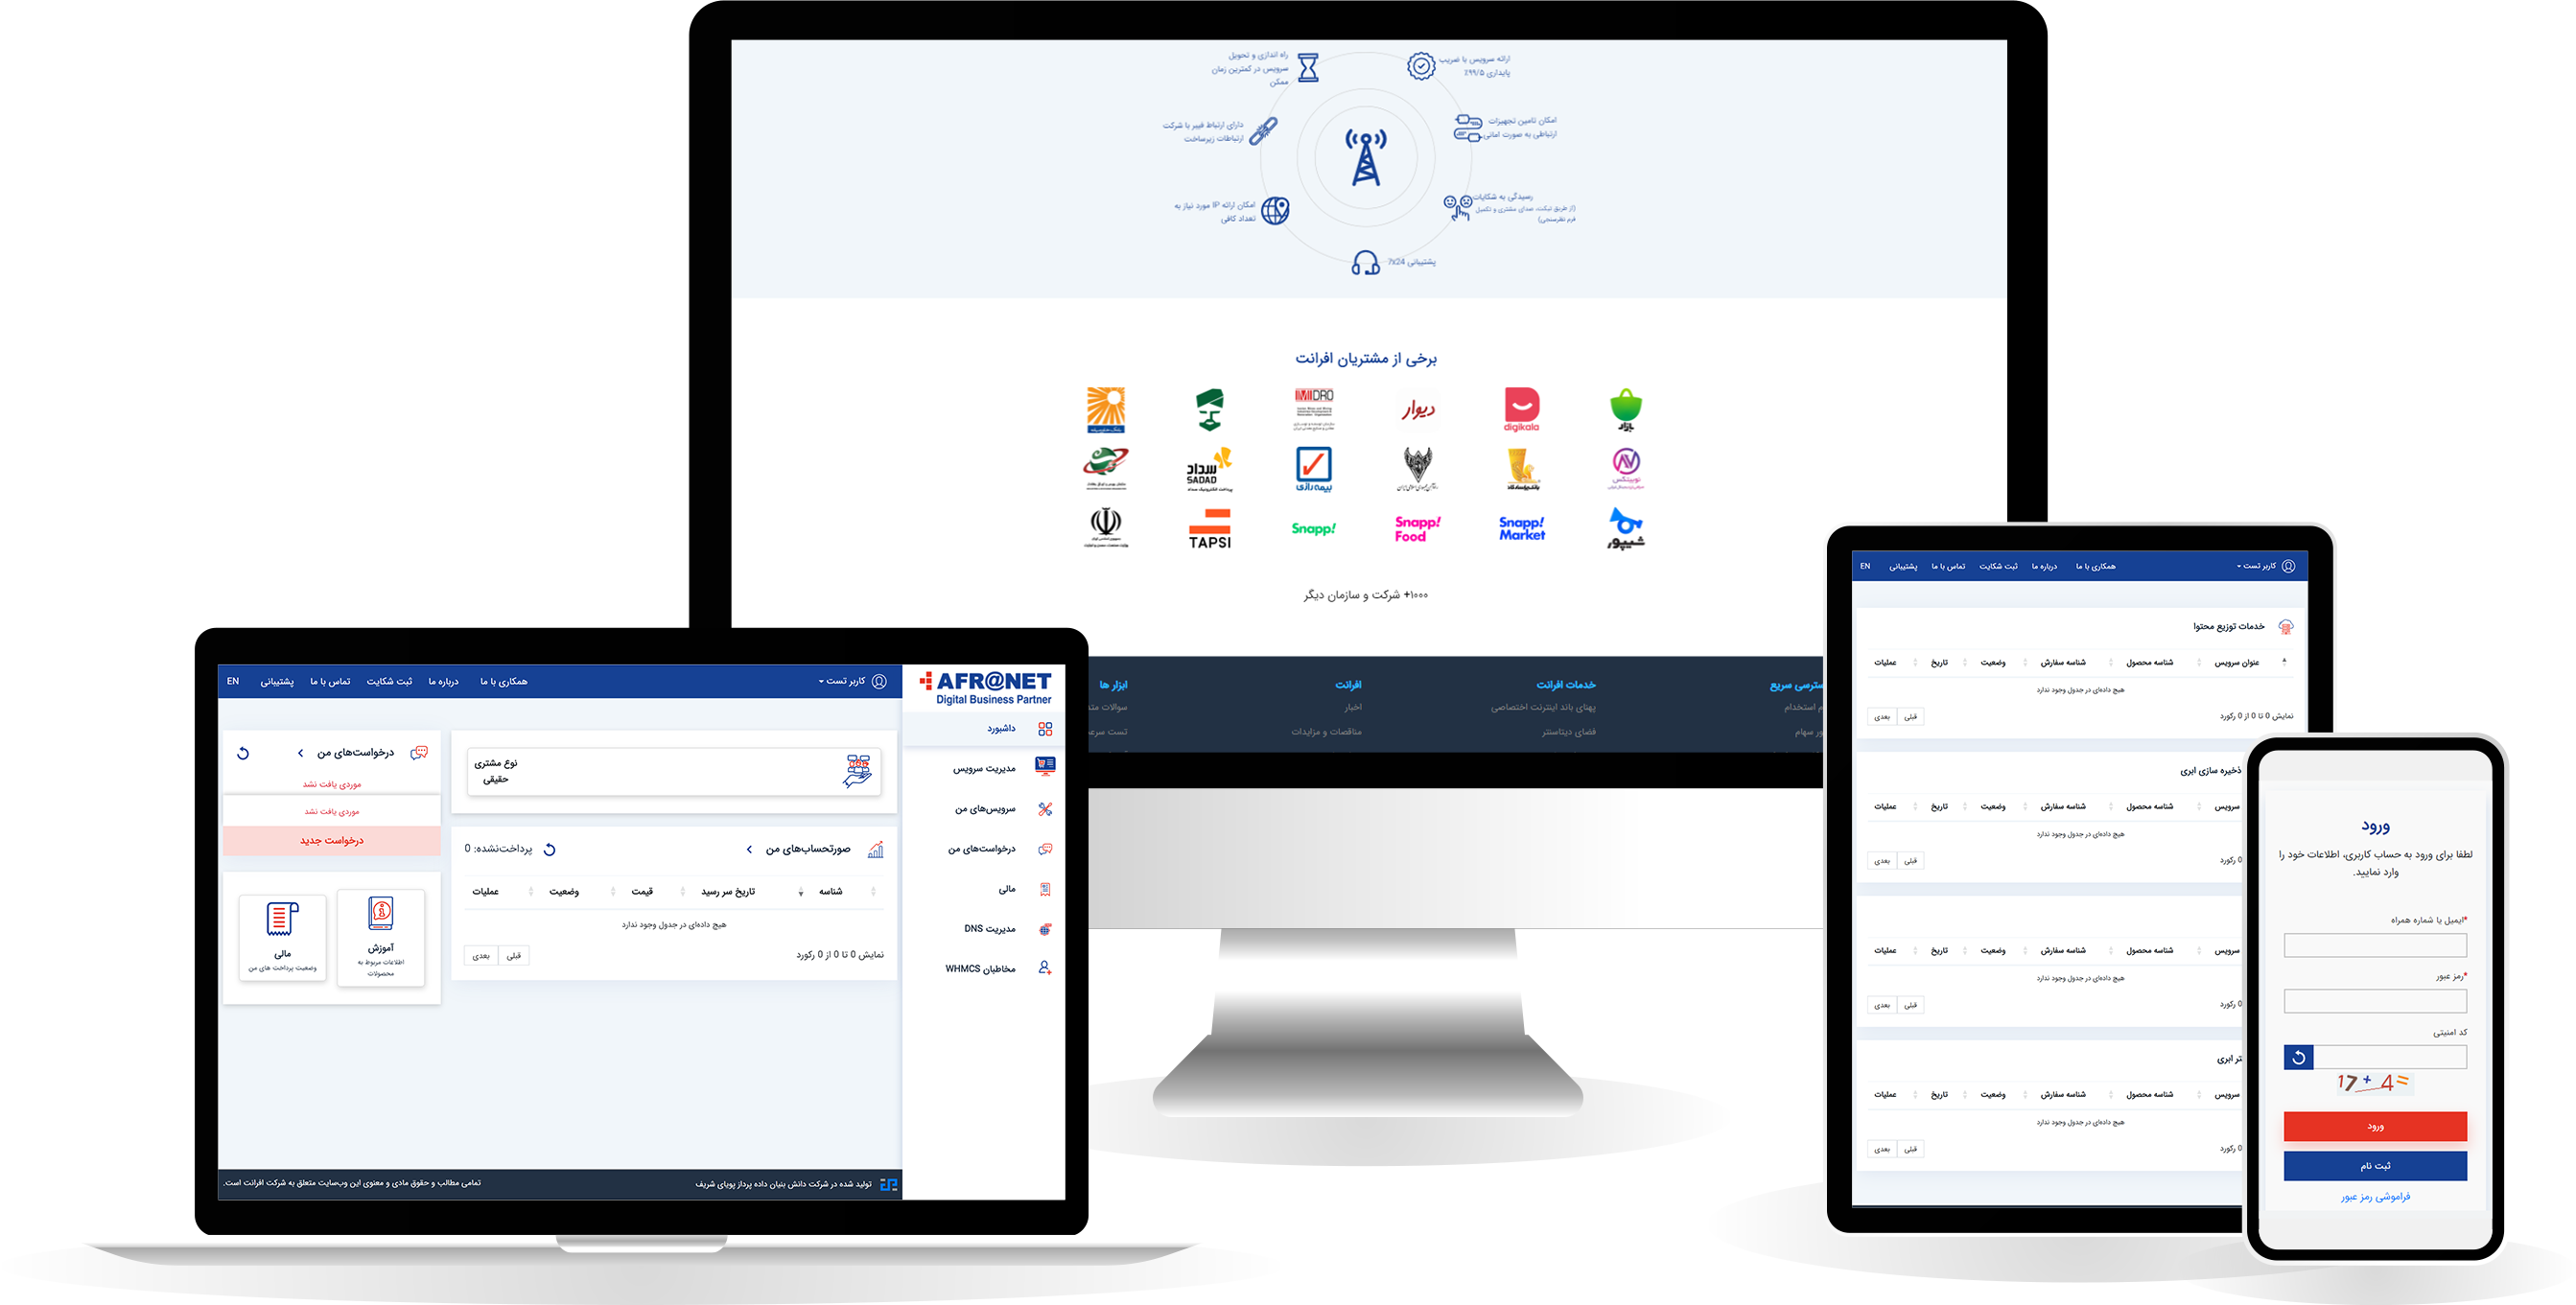 راه اندازی و تحویل
سرویس در کمترین زمان
ممکن
ارائه سرویس با ضریب
پایداری ۹۹/۵٪
دارای ارتباط فیبر با شرکت
ارتباطات زیرساخت
امکان تامین تجهیزات
ارتباطی به صورت امانی
امکان ارائه IP مورد نیاز به
تعداد کافی
رسیدگی به شکایات
(از طریق تیکت، صدای مشتری و تکمیل
فرم نظرسنجی)
پشتیبانی 7x24
برخی از مشتریان افرانت
بازار
digikala
دیوار
IMIDRO
نوبیتکس
بانک پاسارگاد
بیمه رازی
سداد
SADAD
پرداخت الکترونیک سداد
شیپور
Snapp!
Market
Snapp!
Food
Snapp!
TAPSI
۱۰۰۰+ شرکت و سازمان دیگر
سترسی سریع
خدمات افرانت
افرانت
ابزار ها
م استخدام
پهنای باند اینترنت اختصاصی
اخبار
سوالات متد
ور سهام
فضای دیتاسنتر
مناقصات و مزایدات
تست سرعت
AFR@NET
Digital Business Partner
داشبورد
مدیریت سرویس
سرویس‌های من
درخواست‌های من
مالی
مدیریت DNS
مخاطبان WHMCS
کاربر تست
همکاری با ما
درباره ما
ثبت شکایت
تماس با ما
پشتیبانی
EN
نوع مشتری
حقیقی
صورتحساب‌های من
پرداخت‌نشده: 0
شناسه
تاریخ سر رسید
قیمت
وضعیت
عملیات
هیچ داده‌ای در جدول وجود ندارد
نمایش 0 تا 0 از 0 رکورد
قبلی
بعدی
درخواست‌های من
موردی یافت نشد
موردی یافت نشد
درخواست جدید
آموزش
اطلاعات مربوط به
محصولات
مالی
وضعیت پرداخت های من
تولید شده در شرکت دانش بنیان داده پرداز پویای شریف
تمامی مطالب و حقوق مادی و معنوی این وب‌سایت متعلق به شرکت افرانت است.
کاربر تست
همکاری با ما
درباره ما
ثبت شکایت
تماس با ما
پشتیبانی
EN
خدمات توزیع محتوا
عنوان سرویس
شناسه محصول
شناسه سفارش
وضعیت
تاریخ
عملیات
هیچ داده‌ای در جدول وجود ندارد
نمایش 0 تا 0 از 0 رکورد
قبلی
بعدی
ذخیره سازی ابری
سرویس
شناسه محصول
شناسه سفارش
وضعیت
تاریخ
عملیات
هیچ داده‌ای در جدول وجود ندارد
0 رکورد
قبلی
بعدی
سرویس
شناسه محصول
شناسه سفارش
وضعیت
تاریخ
عملیات
هیچ داده‌ای در جدول وجود ندارد
0 رکورد
قبلی
بعدی
تر ابری
سرویس
شناسه محصول
شناسه سفارش
وضعیت
تاریخ
عملیات
هیچ داده‌ای در جدول وجود ندارد
0 رکورد
قبلی
بعدی
ورود
لطفا برای ورود به حساب کاربری، اطلاعات خود را
وارد نمایید.
*ایمیل یا شماره همراه
*رمز عبور
کد امنیتی
17 + 4 =
ورود
ثبت نام
فراموشی رمز عبور